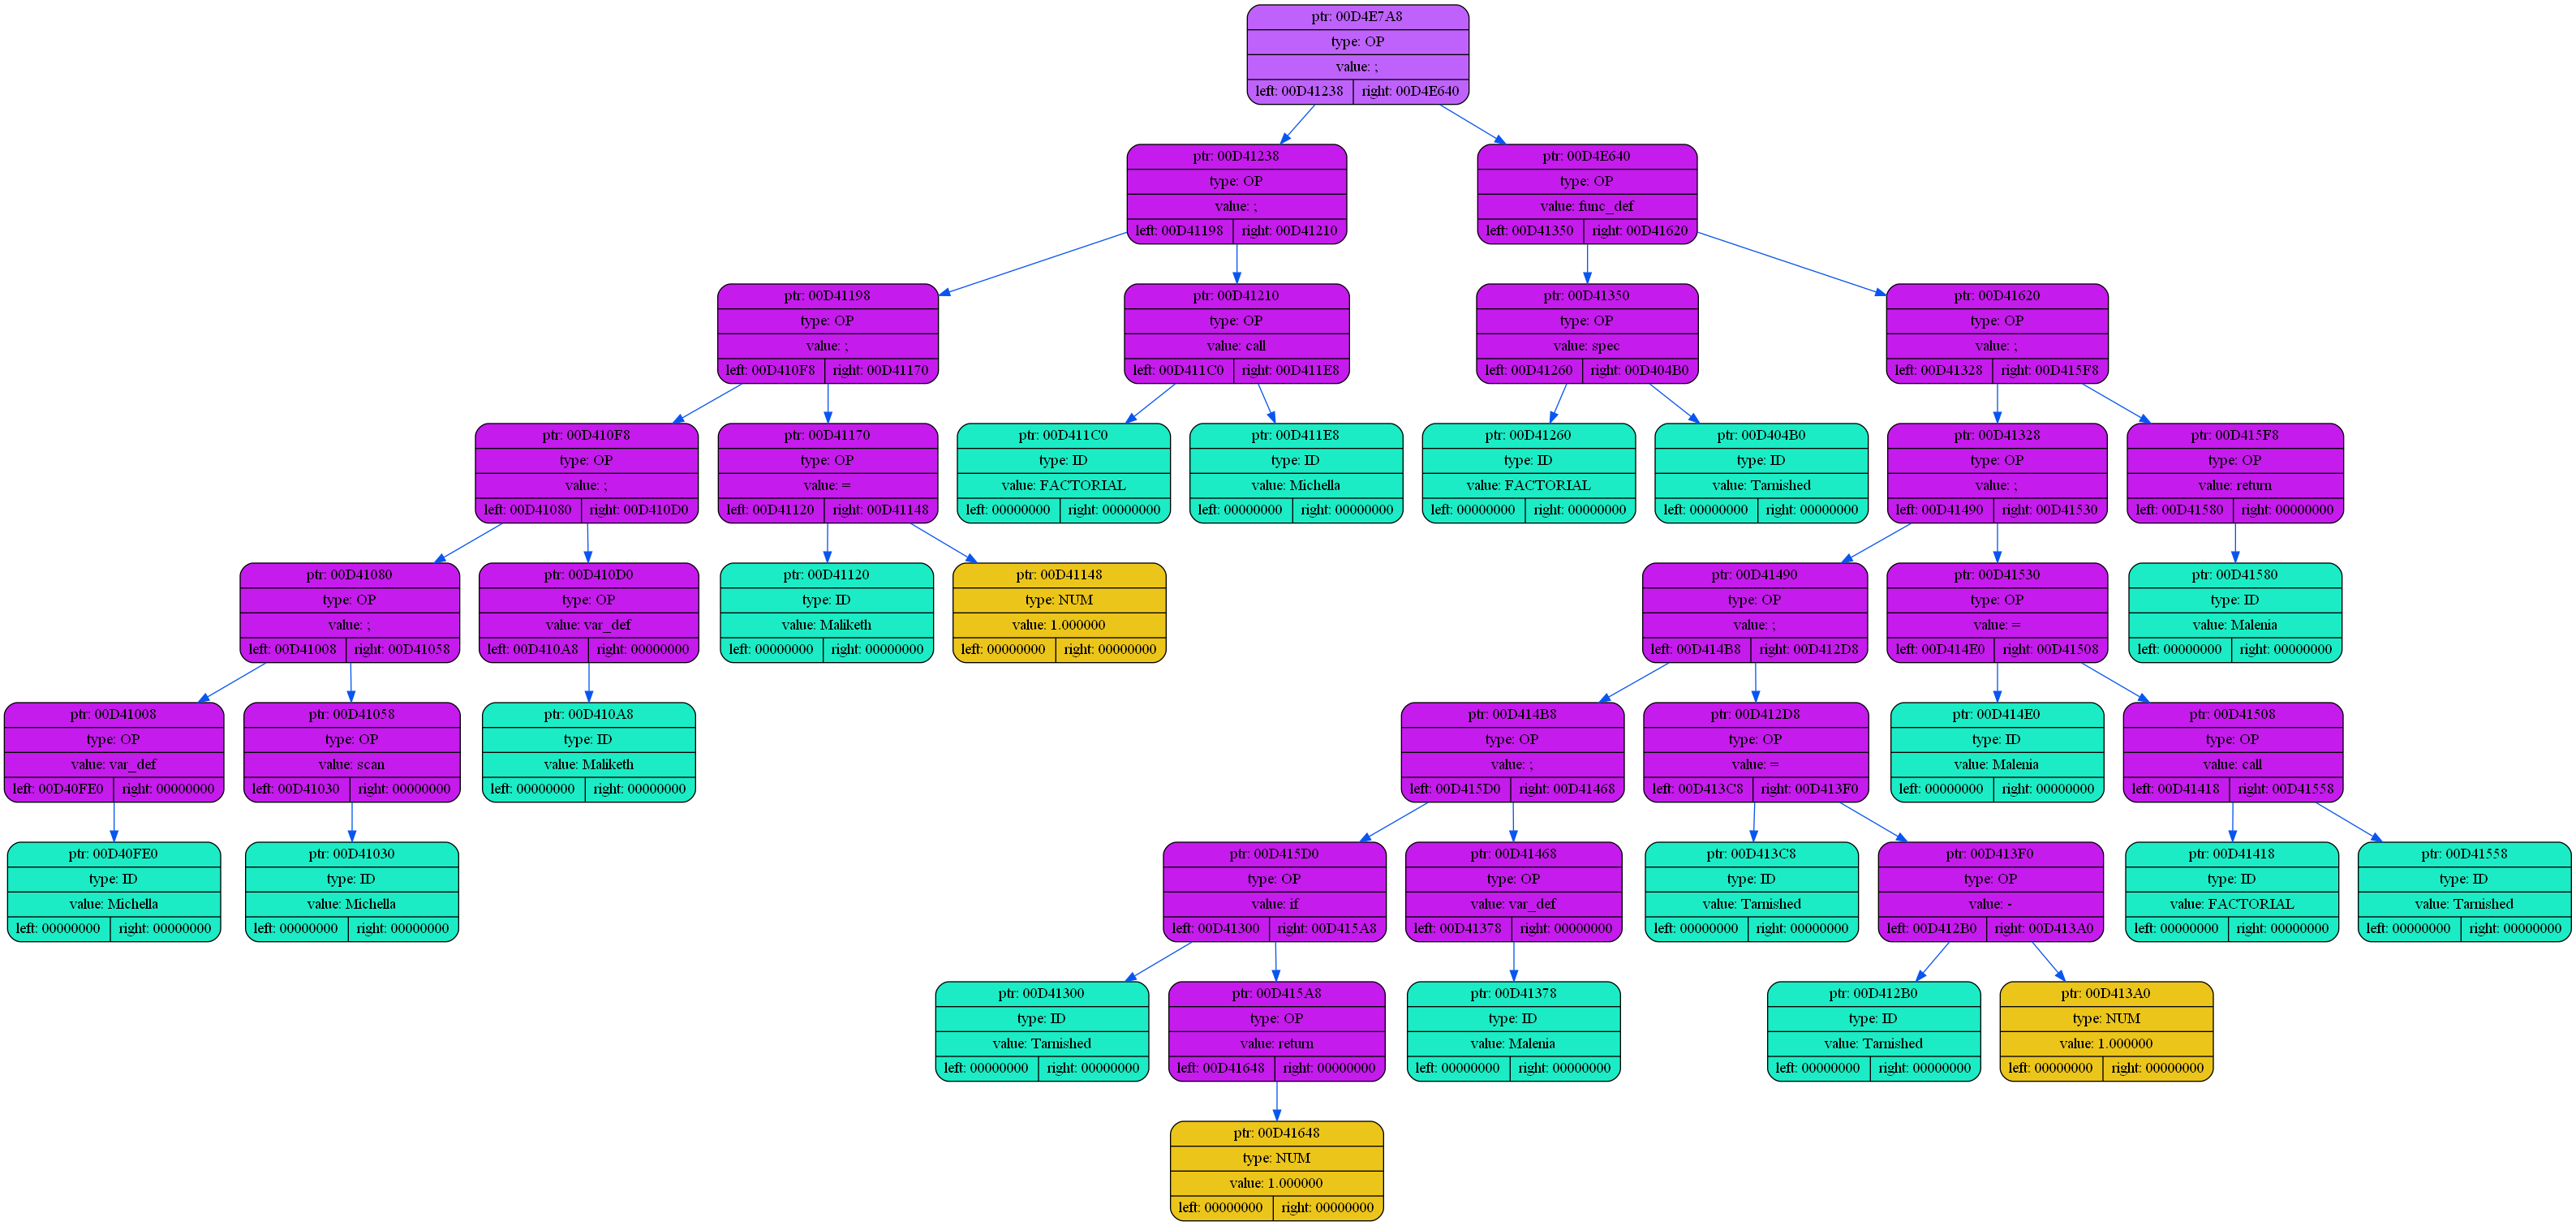 ptr: 00D4E7A8
type: OP
value: ;
left: 00D41238 right: 00D4E640
ptr: 00D41238
type: OP
value: ;
left: 00D41198 right: 00D41210
ptr: 00D4E640
type: OP
value: func_def
left: 00D41350 right: 00D41620
ptr: 00D41198
type: OP
value: ;
left: 00D410F8 right: 00D41170
ptr: 00D41210
type: OP
value: call
left: 00D411C0 right: 00D411E8
ptr: 00D41350
type: OP
value: spec
left: 00D41260 right: 00D404B0
ptr: 00D41620
type: OP
value: ;
left: 00D41328 right: 00D415F8
ptr: 00D410F8
type: OP
value: ;
left: 00D41080 right: 00D410D0
ptr: 00D41170
type: OP
value: =
left: 00D41120 right: 00D41148
ptr: 00D411C0
type: ID
value: FACTORIAL
left: 00000000 right: 00000000
ptr: 00D411E8
type: ID
value: Michella
left: 00000000 right: 00000000
ptr: 00D41260
type: ID
value: FACTORIAL
left: 00000000 right: 00000000
ptr: 00D404B0
type: ID
value: Tarnished
left: 00000000 right: 00000000
ptr: 00D41328
type: OP
value: ;
left: 00D41490 right: 00D41530
ptr: 00D415F8
type: OP
value: return
left: 00D41580 right: 00000000
ptr: 00D41080
type: OP
value: ;
left: 00D41008 right: 00D41058
ptr: 00D410D0
type: OP
value: var_def
left: 00D410A8 right: 00000000
ptr: 00D41120
type: ID
value: Maliketh
left: 00000000 right: 00000000
ptr: 00D41148
type: NUM
value: 1.000000
left: 00000000 right: 00000000
ptr: 00D41490
type: OP
value: ;
left: 00D414B8 right: 00D412D8
ptr: 00D41530
type: OP
value: =
left: 00D414E0 right: 00D41508
ptr: 00D41580
type: ID
value: Malenia
left: 00000000 right: 00000000
ptr: 00D41008
type: OP
value: var_def
left: 00D40FE0 right: 00000000
ptr: 00D41058
type: OP
value: scan
left: 00D41030 right: 00000000
ptr: 00D410A8
type: ID
value: Maliketh
left: 00000000 right: 00000000
ptr: 00D414B8
type: OP
value: ;
left: 00D415D0 right: 00D41468
ptr: 00D412D8
type: OP
value: =
left: 00D413C8 right: 00D413F0
ptr: 00D414E0
type: ID
value: Malenia
left: 00000000 right: 00000000
ptr: 00D41508
type: OP
value: call
left: 00D41418 right: 00D41558
ptr: 00D40FE0
type: ID
value: Michella
left: 00000000 right: 00000000
ptr: 00D41030
type: ID
value: Michella
left: 00000000 right: 00000000
ptr: 00D415D0
type: OP
value: if
left: 00D41300 right: 00D415A8
ptr: 00D41468
type: OP
value: var_def
left: 00D41378 right: 00000000
ptr: 00D413C8
type: ID
value: Tarnished
left: 00000000 right: 00000000
ptr: 00D413F0
type: OP
value: -
left: 00D412B0 right: 00D413A0
ptr: 00D41418
type: ID
value: FACTORIAL
left: 00000000 right: 00000000
ptr: 00D41558
type: ID
value: Tarnished
left: 00000000 right: 00000000
ptr: 00D41300
type: ID
value: Tarnished
left: 00000000 right: 00000000
ptr: 00D415A8
type: OP
value: return
left: 00D41648 right: 00000000
ptr: 00D41378
type: ID
value: Malenia
left: 00000000 right: 00000000
ptr: 00D412B0
type: ID
value: Tarnished
left: 00000000 right: 00000000
ptr: 00D413A0
type: NUM
value: 1.000000
left: 00000000 right: 00000000
ptr: 00D41648
type: NUM
value: 1.000000
left: 00000000 right: 00000000